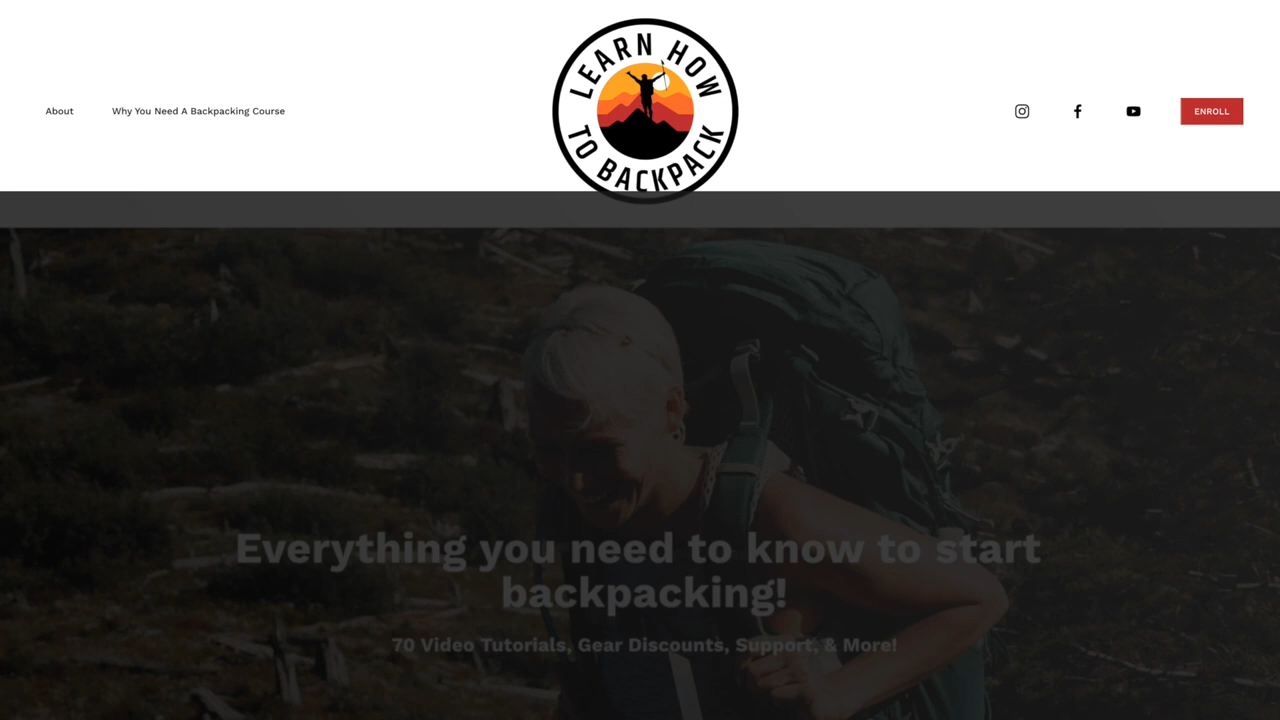 About
Why You Need A Backpacking Course
LEARN HOW
TO BACKPACK
ENROLL
Everything you need to know to start
backpacking!
70 Video Tutorials, Gear Discounts, Support, & More!